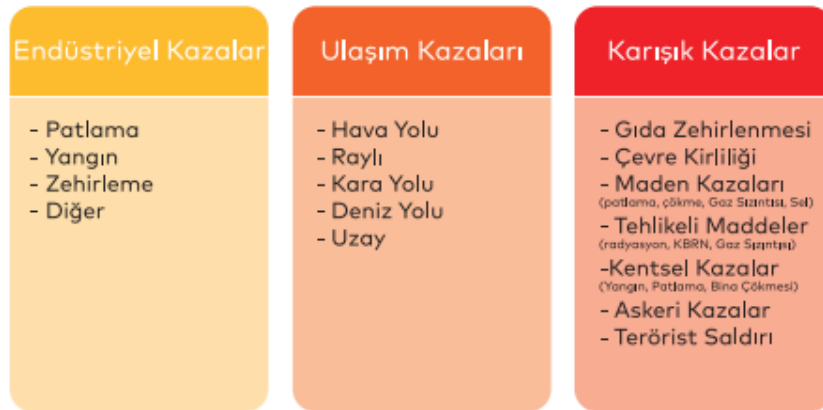 Endüstriyel Kazalar
- Patlama
- Yangın
- Zehirleme
- Diğer
Ulaşım Kazaları
- Hava Yolu
- Raylı
- Kara Yolu
- Deniz Yolu
- Uzay
Karışık Kazalar
- Gıda Zehirlenmesi
- Çevre Kirliliği
- Maden Kazaları
(patlama, çökme, Gaz Sızıntısı, Sel)
- Tehlikeli Maddeler
(radyasyon, KBRN, Gaz Sızıntısı)
-Kentsel Kazalar
(Yangın, Patlama, Bina Çökmesi)
- Askeri Kazalar
- Terörist Saldırı